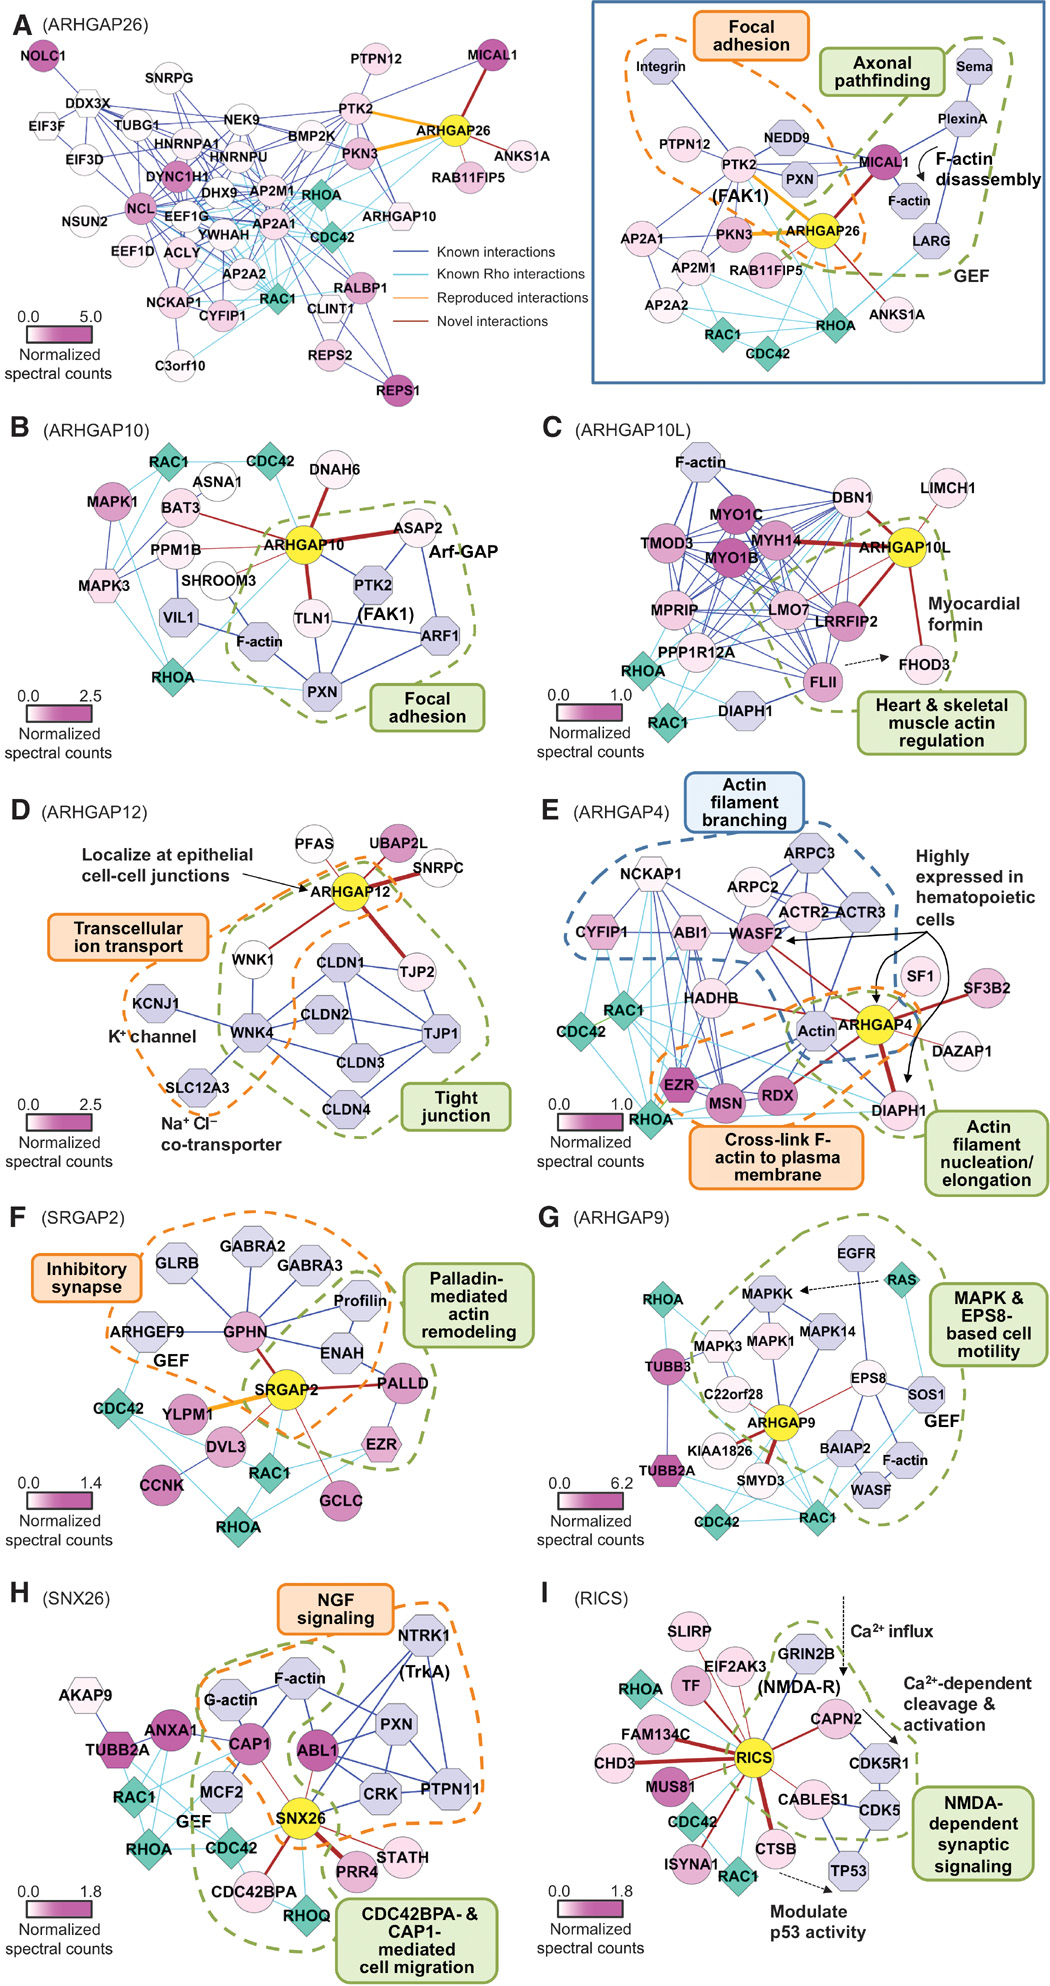 A (ARHGAP26)
NOLC1
SNRPG
PTPN12
MICAL1
DDX3X
EIF3F
TUBG1
NEK9
PTK2
BMP2K
ARHGAP26
HNRNPA1
HNRNPU
EIF3D
PKN3
ANKS1A
DYNC1H1
RAB11FIP5
DHX9
AP2M1
RHOA
NCL
NSUN2
EEF1G
AP2A1
ARHGAP10
YWHAH
CDC42
EEF1D
ACLY
AP2A2
NCKAP1
RAC1
RALBP1
CYFIP1
CLINT1
C3orf10
REPS2
REPS1
Known interactions
Known Rho interactions
Reproduced interactions
Novel interactions
0.0 5.0
Normalized
spectral counts
Focal
adhesion
Axonal
pathfinding
Integrin
Sema
PlexinA
NEDD9
PTPN12
PTK2
(FAK1)
PXN
MICAL1
F-actin
disassembly
F-actin
AP2A1
PKN3
ARHGAP26
LARG
GEF
AP2M1
RAB11FIP5
AP2A2
ANKS1A
RAC1
RHOA
CDC42
B (ARHGAP10)
RAC1
CDC42
DNAH6
ASNA1
MAPK1
BAT3
ASAP2
Arf-GAP
ARHGAP10
PPM1B
MAPK3
SHROOM3
PTK2
(FAK1)
VIL1
TLN1
F-actin
ARF1
RHOA
PXN
Focal
adhesion
0.0 2.5
Normalized
spectral counts
C (ARHGAP10L)
F-actin
DBN1
LIMCH1
MYO1C
TMOD3
MYH14
MYO1B
ARHGAP10L
MPRIP
LMO7
LRRFIP2
Myocardial
formin
PPP1R12A
FHOD3
RHOA
FLII
DIAPH1
RAC1
Heart & skeletal
muscle actin
regulation
0.0 1.0
Normalized
spectral counts
D (ARHGAP12)
PFAS
UBAP2L
SNRPC
Localize at epithelial
cell-cell junctions
ARHGAP12
Transcellular
ion transport
WNK1
CLDN1
TJP2
KCNJ1
K⁺ channel
CLDN2
WNK4
TJP1
CLDN3
SLC12A3
CLDN4
Na⁺ Cl⁻
co-transporter
Tight
junction
0.0 2.5
Normalized
spectral counts
E (ARHGAP4)
Actin
filament
branching
ARPC3
Highly
expressed in
hematopoietic
cells
NCKAP1
ARPC2
ACTR2
ACTR3
CYFIP1
ABI1
WASF2
SF1
SF3B2
HADHB
RAC1
CDC42
Actin
ARHGAP4
DAZAP1
EZR
MSN
RDX
RHOA
DIAPH1
Cross-link F-
actin to plasma
membrane
Actin
filament
nucleation/
elongation
0.0 1.0
Normalized
spectral counts
F (SRGAP2)
Inhibitory
synapse
GLRB
GABRA2
GABRA3
Palladin-
mediated
actin
remodeling
Profilin
ARHGEF9
GEF
GPHN
ENAH
SRGAP2
PALLD
CDC42
YLPM1
DVL3
EZR
RAC1
CCNK
GCLC
RHOA
0.0 1.4
Normalized
spectral counts
G (ARHGAP9)
EGFR
RAS
MAPKK
RHOA
MAPK &
EPS8-
based cell
motility
MAPK3
MAPK1
MAPK14
TUBB3
EPS8
C22orf28
SOS1
GEF
ARHGAP9
KIAA1826
BAIAP2
F-actin
TUBB2A
SMYD3
WASF
CDC42
RAC1
0.0 6.2
Normalized
spectral counts
H (SNX26)
NGF
signaling
NTRK1
(TrkA)
F-actin
AKAP9
G-actin
ANXA1
PXN
TUBB2A
CAP1
ABL1
RAC1
MCF2
CRK
PTPN11
GEF
SNX26
RHOA
CDC42
STATH
PRR4
CDC42BPA
RHOQ
CDC42BPA- &
CAP1-
mediated
cell migration
0.0 1.8
Normalized
spectral counts
I (RICS)
Ca²⁺ influx
SLIRP
GRIN2B
(NMDA-R)
EIF2AK3
RHOA
TF
Ca²⁺-dependent
cleavage &
activation
CAPN2
FAM134C
CHD3
RICS
CDK5R1
MUS81
CABLES1
CDK5
CDC42
CTSB
NMDA-
dependent
synaptic
signaling
ISYNA1
RAC1
TP53
Modulate
p53 activity
0.0 1.8
Normalized
spectral counts